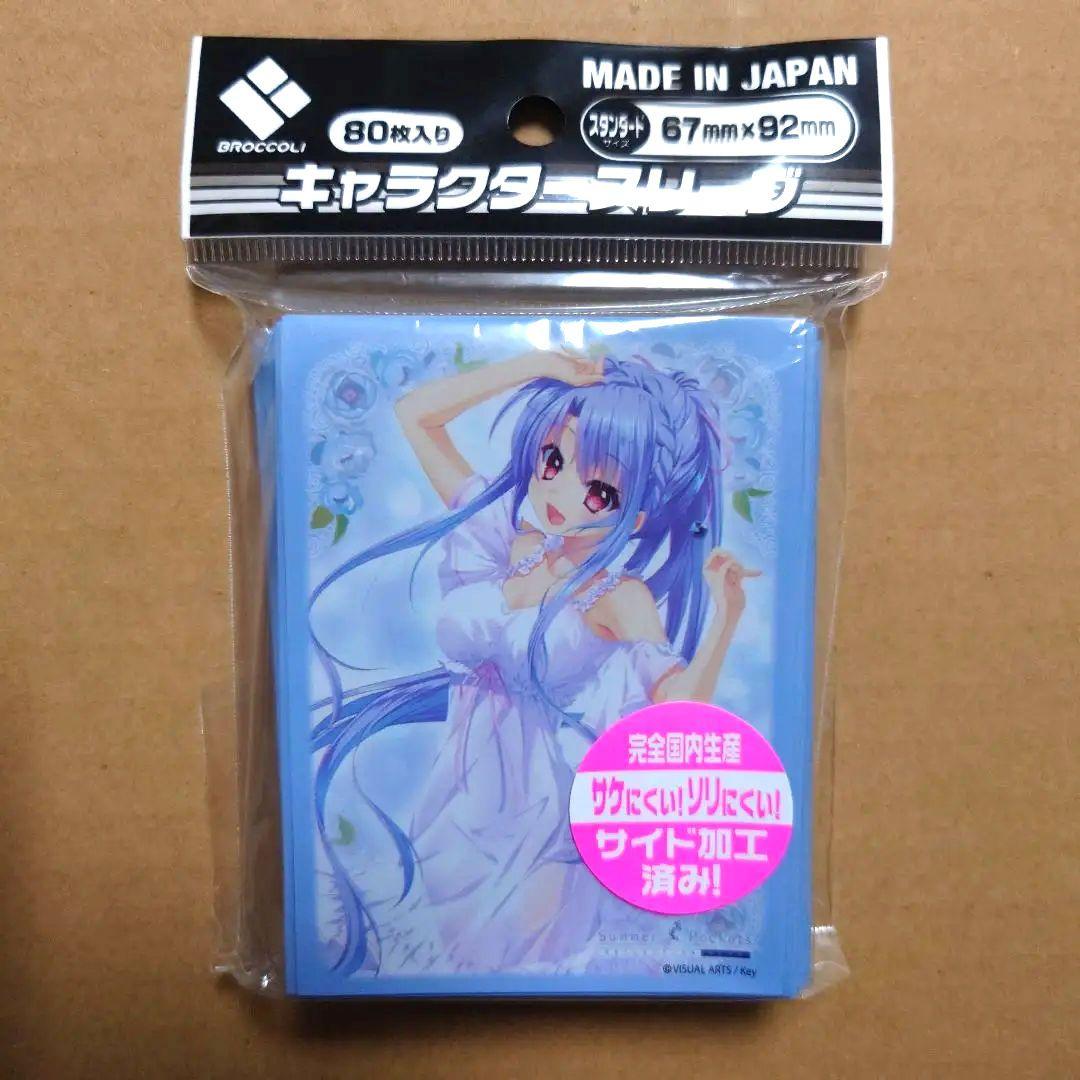 BROCCOLI
80枚入り
MADE IN JAPAN
スタンダード
サイズ
67mm×92mm
キャラクタースリーブ
完全国内生産
サケにくい!ソリにくい!
サイド加工
済み!
Summer Pockets
©VISUAL ARTS / Key